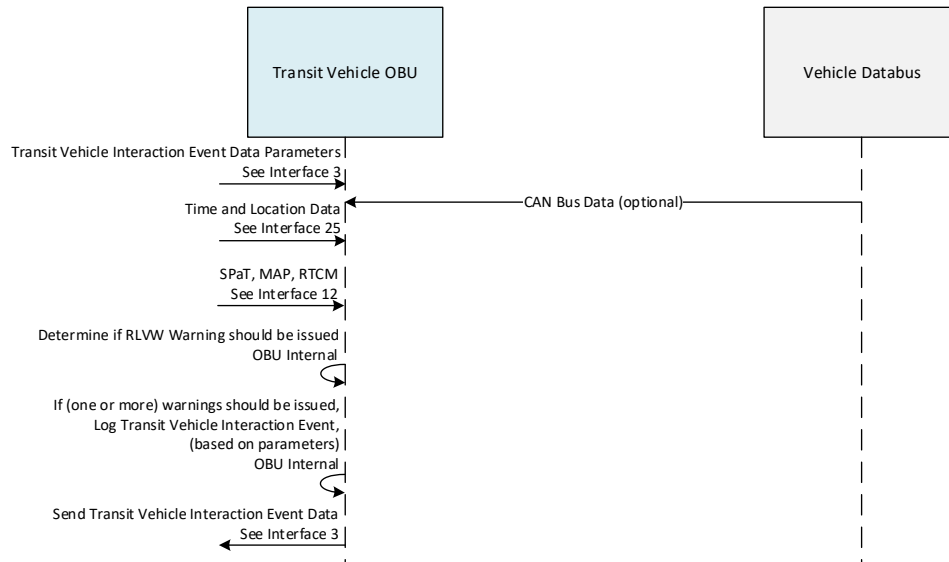 Transit Vehicle OBU
Vehicle Databus
Transit Vehicle Interaction Event Data Parameters
See Interface 3
CAN Bus Data (optional)
Time and Location Data
See Interface 25
SPaT, MAP, RTCM
See Interface 12
Determine if RLVW Warning should be issued
OBU Internal
If (one or more) warnings should be issued,
Log Transit Vehicle Interaction Event,
(based on parameters)
OBU Internal
Send Transit Vehicle Interaction Event Data
See Interface 3